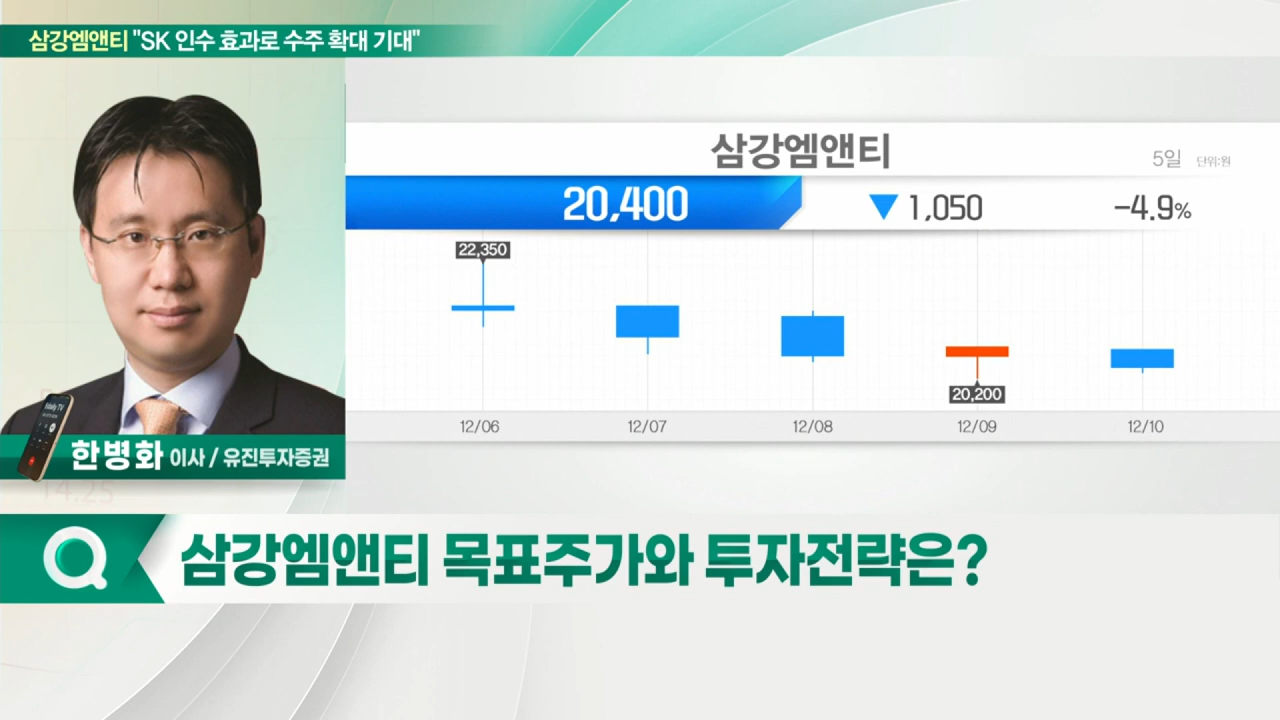 삼강엠앤티 "SK 인수 효과로 수주 확대 기대"
삼강엠앤티
5일 단위:원
20,400 ▼ 1,050 -4.9%
22,350
20,200
12/06 12/07 12/08 12/09 12/10
한병화 이사 / 유진투자증권
14.25
Q 삼강엠앤티 목표주가와 투자전략은?